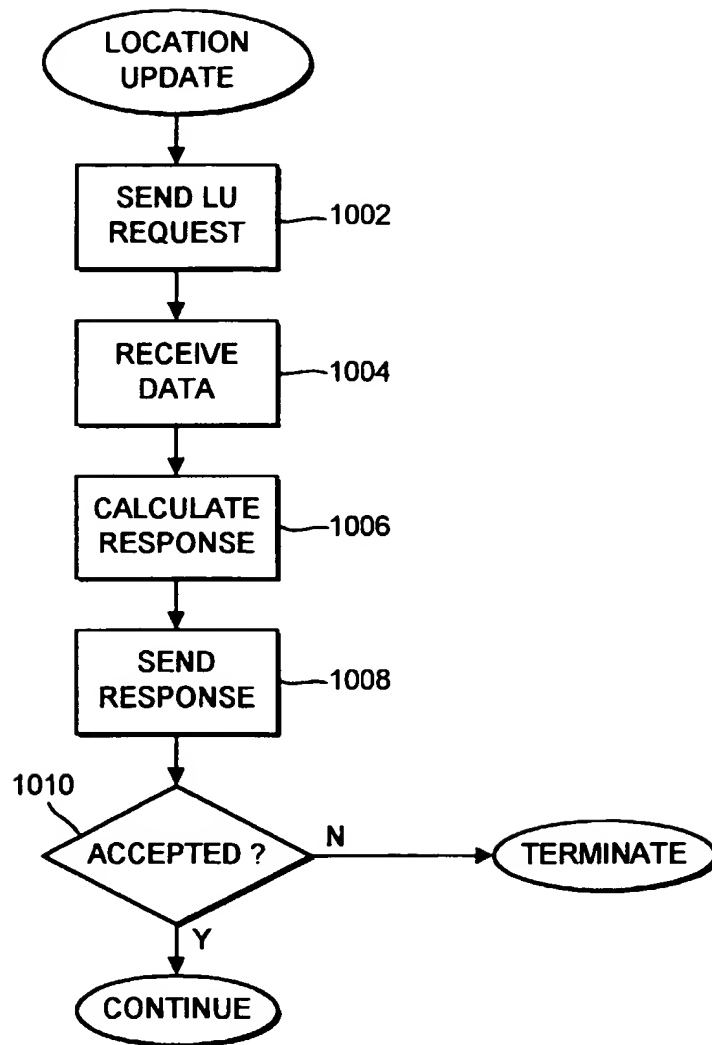 LOCATION
UPDATE
SEND LU
REQUEST
1002
RECEIVE
DATA
1004
CALCULATE
RESPONSE
1006
SEND
RESPONSE
1008
1010
ACCEPTED ?
N
TERMINATE
Y
CONTINUE